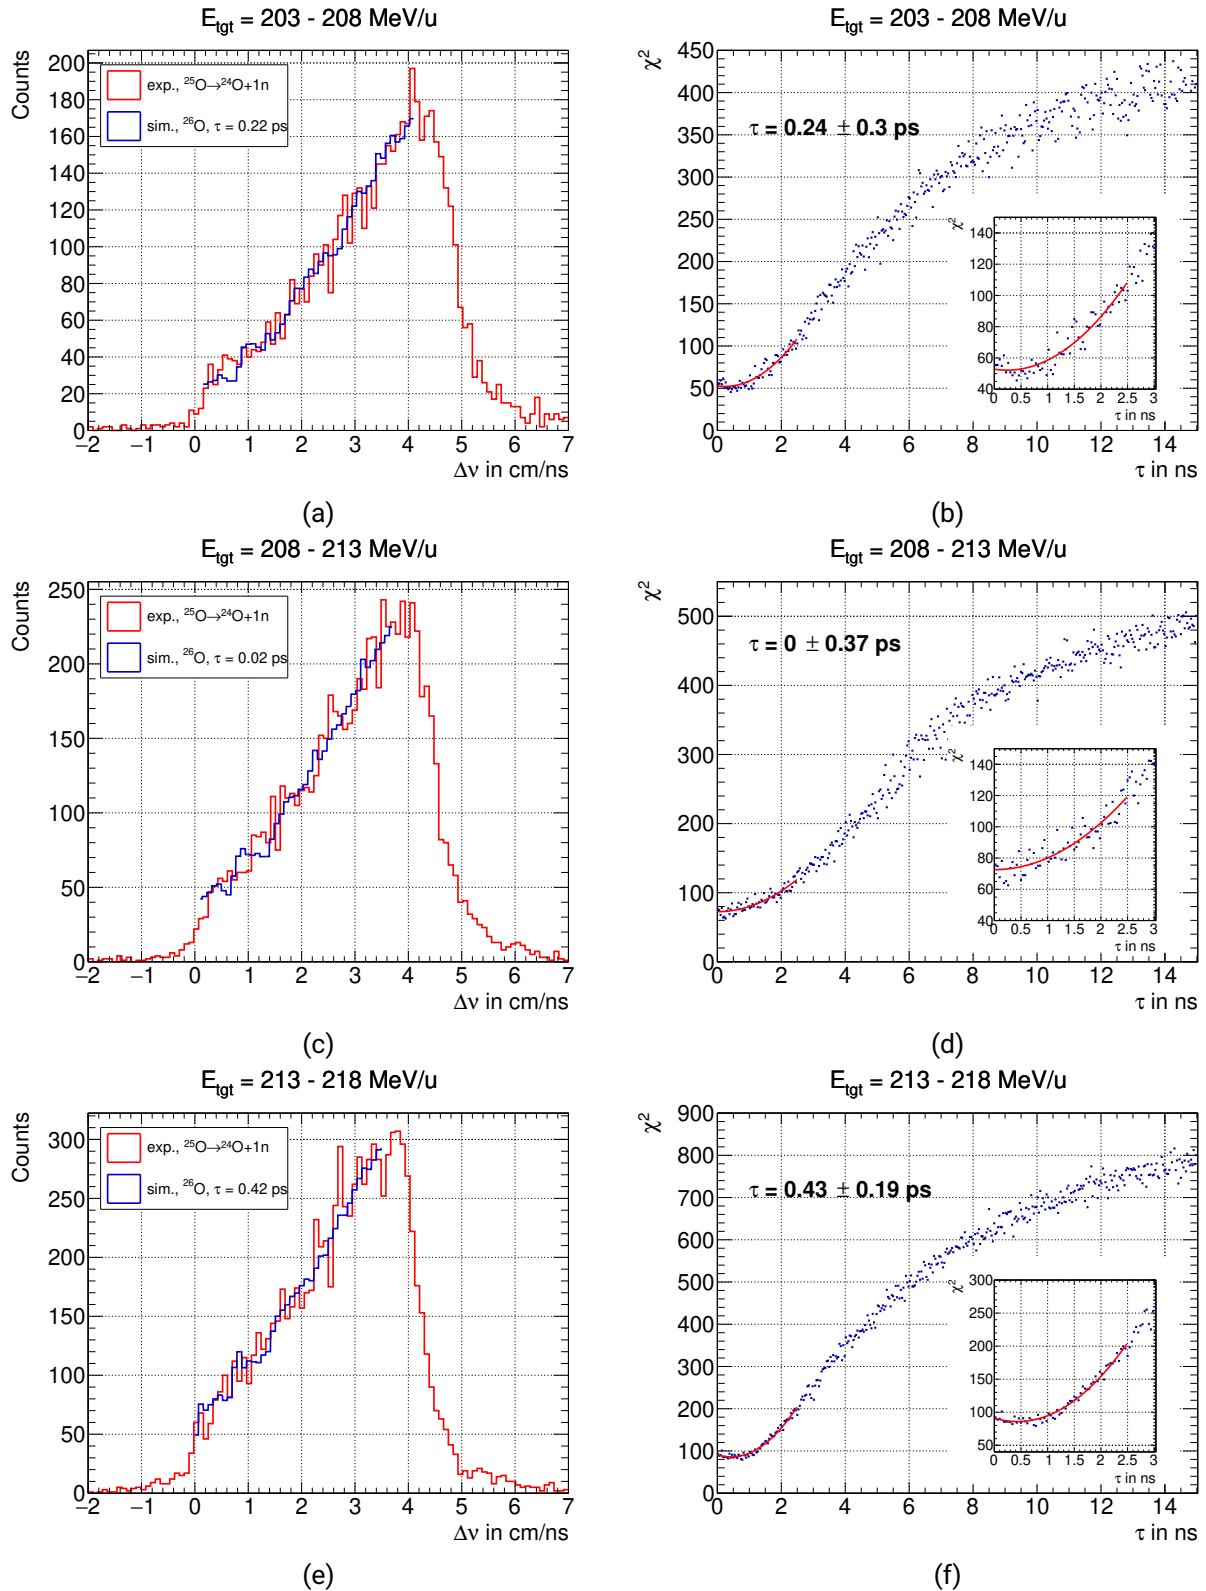 E_tgt = 203 - 208 MeV/u
Counts
200
180
160
140
120
100
80
60
40
20
0
exp., ²⁵O→²⁴O+1n
sim., ²⁶O, τ = 0.22 ps
−2 −1 0 1 2 3 4 5 6 7
Δν in cm/ns
(a)
E_tgt = 203 - 208 MeV/u
χ²
450
400
350
300
250
200
150
100
50
0
τ = 0.24 ± 0.3 ps
χ²
140
120
100
80
60
40
0 0.5 1 1.5 2 2.5 3
τ in ns
0 2 4 6 8 10 12 14
τ in ns
(b)
E_tgt = 208 - 213 MeV/u
Counts
250
200
150
100
50
0
exp., ²⁵O→²⁴O+1n
sim., ²⁶O, τ = 0.02 ps
−2 −1 0 1 2 3 4 5 6 7
Δν in cm/ns
(c)
E_tgt = 208 - 213 MeV/u
χ²
500
400
300
200
100
0
τ = 0 ± 0.37 ps
χ²
140
120
100
80
60
40
0 0.5 1 1.5 2 2.5 3
τ in ns
0 2 4 6 8 10 12 14
τ in ns
(d)
E_tgt = 213 - 218 MeV/u
Counts
300
250
200
150
100
50
0
exp., ²⁵O→²⁴O+1n
sim., ²⁶O, τ = 0.42 ps
−2 −1 0 1 2 3 4 5 6 7
Δν in cm/ns
(e)
E_tgt = 213 - 218 MeV/u
χ²
900
800
700
600
500
400
300
200
100
0
τ = 0.43 ± 0.19 ps
χ²
300
250
200
150
100
50
0 0.5 1 1.5 2 2.5 3
τ in ns
0 2 4 6 8 10 12 14
τ in ns
(f)